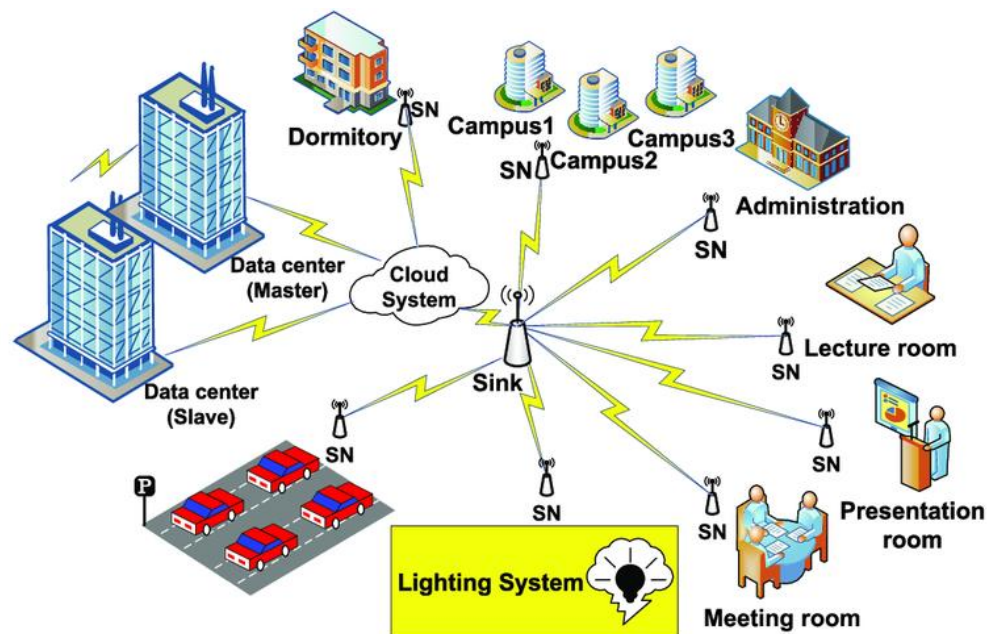 SN
Dormitory
Campus1
Campus2
Campus3
SN
Administration
SN
Data center
(Master)
Cloud
System
Sink
Lecture room
SN
Data center
(Slave)
SN
P
SN
Presentation
room
SN
SN
Lighting System
Meeting room